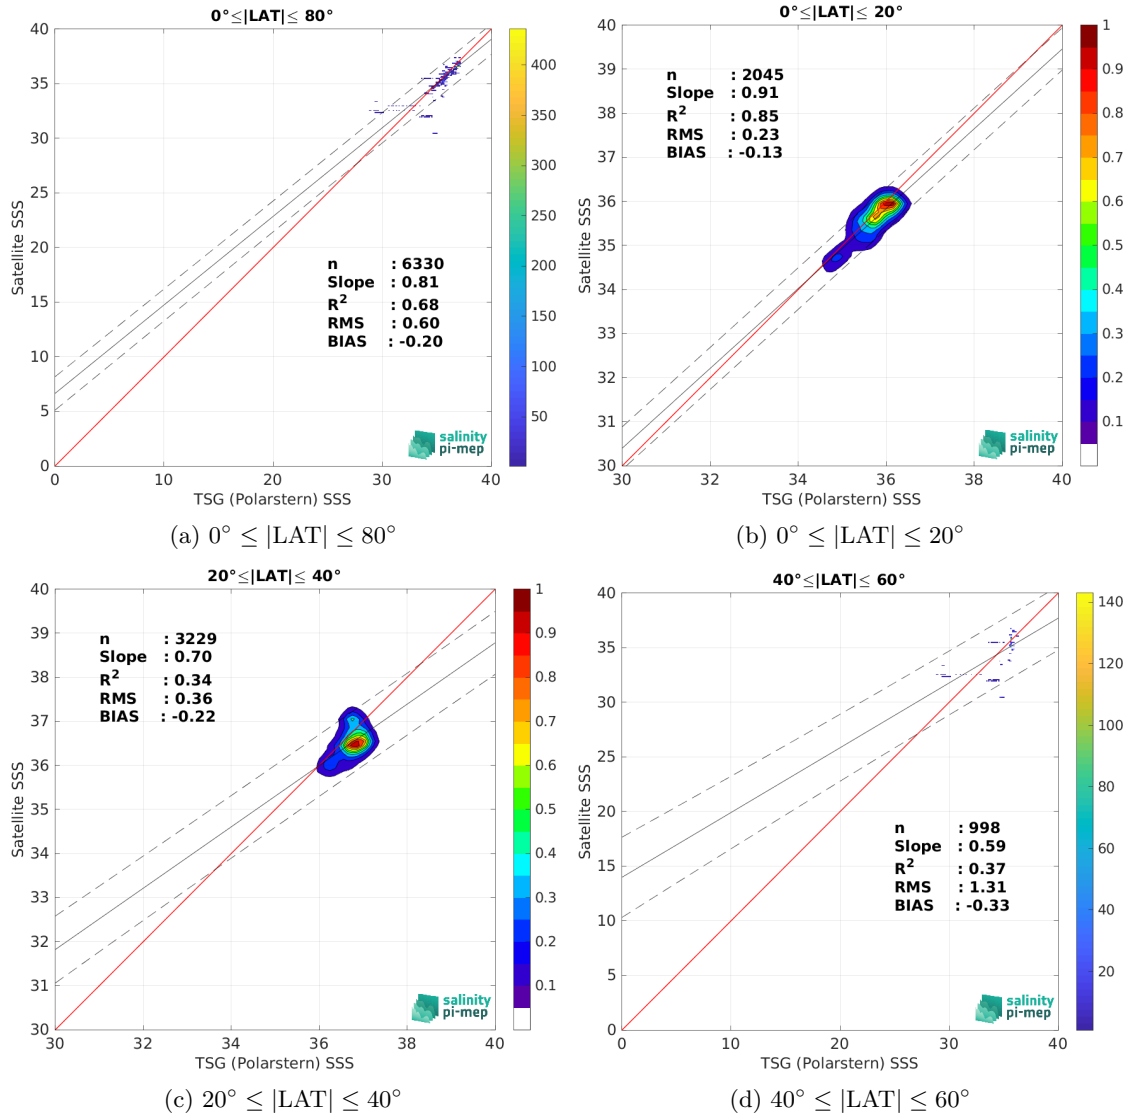 0°≤|LAT|≤ 80°
40
35
30
25
20
15
10
5
0
0
10
20
30
40
Satellite SSS
TSG (Polarstern) SSS
n : 6330
Slope : 0.81
R² : 0.68
RMS : 0.60
BIAS : -0.20
400
350
300
250
200
150
100
50
salinity
pi-mep
(a) 0° ≤ |LAT| ≤ 80°
0°≤|LAT|≤ 20°
40
39
38
37
36
35
34
33
32
31
30
30
32
34
36
38
40
Satellite SSS
TSG (Polarstern) SSS
n : 2045
Slope : 0.91
R² : 0.85
RMS : 0.23
BIAS : -0.13
1
0.9
0.8
0.7
0.6
0.5
0.4
0.3
0.2
0.1
salinity
pi-mep
(b) 0° ≤ |LAT| ≤ 20°
20°≤|LAT|≤ 40°
40
39
38
37
36
35
34
33
32
31
30
30
32
34
36
38
40
Satellite SSS
TSG (Polarstern) SSS
n : 3229
Slope : 0.70
R² : 0.34
RMS : 0.36
BIAS : -0.22
1
0.9
0.8
0.7
0.6
0.5
0.4
0.3
0.2
0.1
salinity
pi-mep
(c) 20° ≤ |LAT| ≤ 40°
40°≤|LAT|≤ 60°
40
35
30
25
20
15
10
5
0
0
10
20
30
40
Satellite SSS
TSG (Polarstern) SSS
n : 998
Slope : 0.59
R² : 0.37
RMS : 1.31
BIAS : -0.33
140
120
100
80
60
40
20
salinity
pi-mep
(d) 40° ≤ |LAT| ≤ 60°